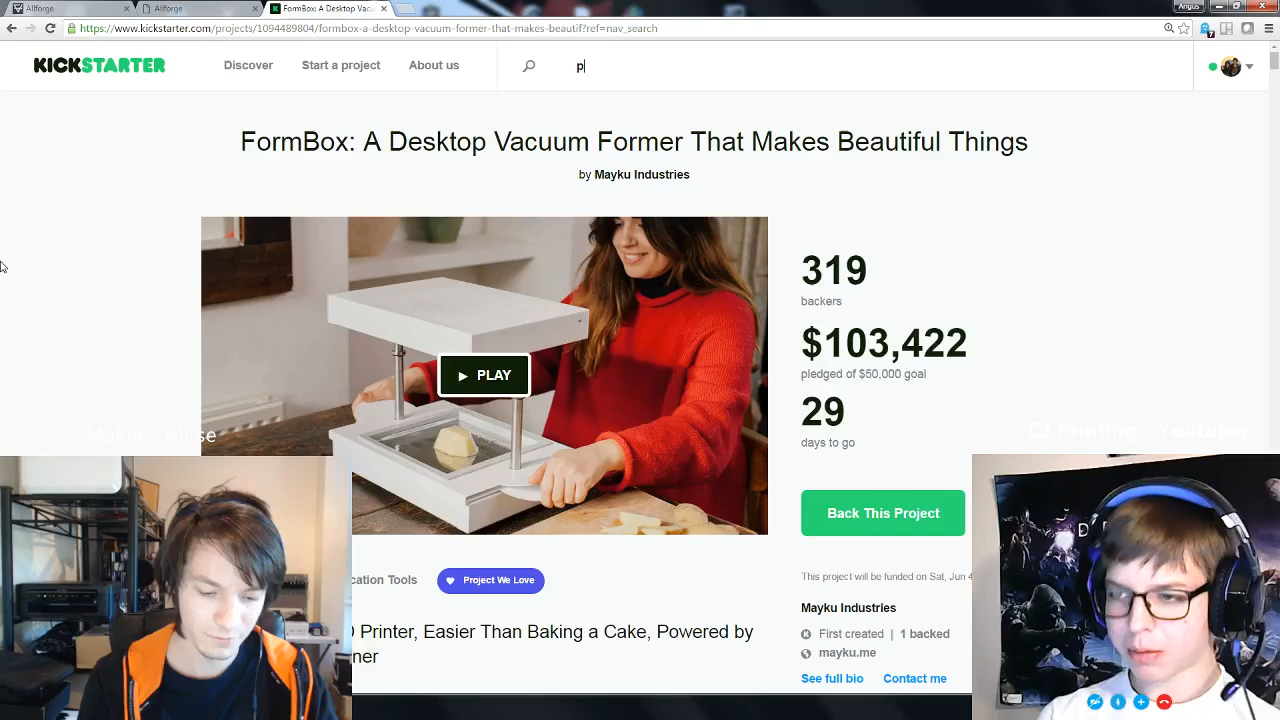 Allforge
Allforge
FormBox: A Desktop Vacu
Angus
https://www.kickstarter.com/projects/1094489804/formbox-a-desktop-vacuum-former-that-makes-beautif?ref=nav_search
7
KICKSTARTER
Discover
Start a project
About us
p
FormBox: A Desktop Vacuum Former That Makes Beautiful Things
by Mayku Industries
319
backers
$103,422
pledged of $50,000 goal
PLAY
29
days to go
Maker's Muse
CJ Printing - Youtuber
Back This Project
cation Tools
Project We Love
This project will be funded on Sat, Jun 4
Mayku Industries
Printer, Easier Than Baking a Cake, Powered by
First created | 1 backed
mayku.me
ner
See full bio
Contact me